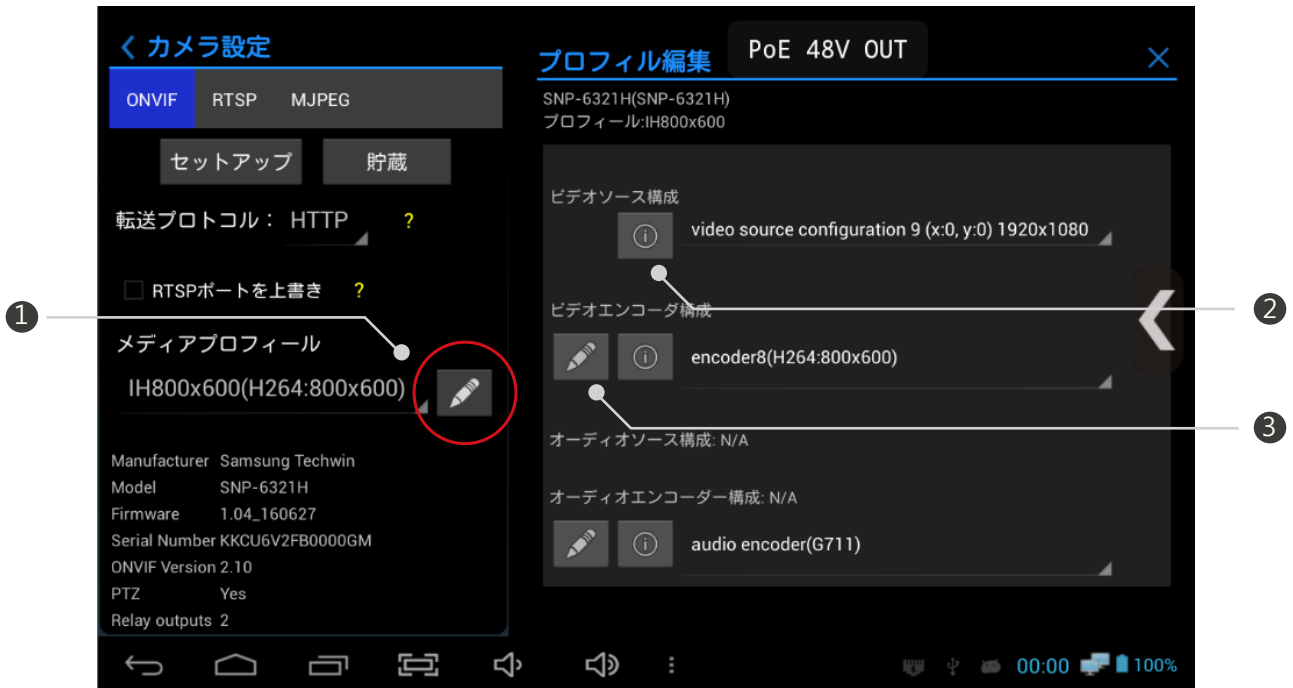 カメラ設定
ONVIF RTSP MJPEG
セットアップ 貯蔵
転送プロトコル： HTTP ?
RTSPポートを上書き ?
メディアプロフィール
IH800x600(H264:800x600)
Manufacturer Samsung Techwin
Model SNP-6321H
Firmware 1.04_160627
Serial Number KKCU6V2FB0000GM
ONVIF Version 2.10
PTZ Yes
Relay outputs 2
プロフィル編集
PoE 48V OUT
SNP-6321H(SNP-6321H)
プロフィール:IH800x600
ビデオソース構成
video source configuration 9 (x:0, y:0) 1920x1080
ビデオエンコーダ構成
encoder8(H264:800x600)
オーディオソース構成: N/A
オーディオエンコーダー構成: N/A
audio encoder(G711)
00:00 100%
1
2
3